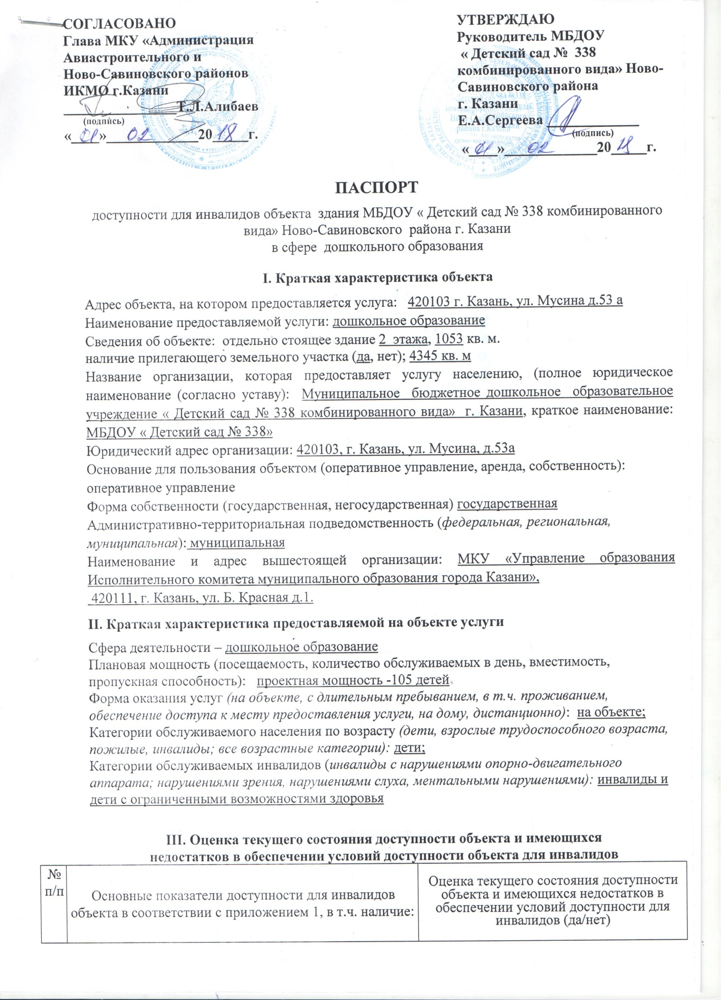 СОГЛАСОВАНО
Глава МКУ «Администрация
Авиастроительного и
Ново-Савиновского районов
ИКМО г.Казани
________________Т.Л.Алибаев
(подпись)
«____»  02  2018г.
УТВЕРЖДАЮ
Руководитель МБДОУ
« Детский сад № 338
комбинированного вида» Ново-
Савиновского района
г. Казани
Е.А.Сергеева _____________
(подпись)
«____»  02  20____г.
ПАСПОРТ
доступности для инвалидов объекта здания МБДОУ « Детский сад № 338 комбинированного
вида» Ново-Савиновского района г. Казани
в сфере дошкольного образования
I. Краткая характеристика объекта
Адрес объекта, на котором предоставляется услуга: 420103 г. Казань, ул. Мусина д.53 а
Наименование предоставляемой услуги: дошкольное образование
Сведения об объекте: отдельно стоящее здание 2 этажа, 1053 кв. м.
наличие прилегающего земельного участка (да, нет); 4345 кв. м
Название организации, которая предоставляет услугу населению, (полное юридическое
наименование (согласно уставу): Муниципальное бюджетное дошкольное образовательное
учреждение « Детский сад № 338 комбинированного вида» г. Казани, краткое наименование:
МБДОУ « Детский сад № 338»
Юридический адрес организации: 420103, г. Казань, ул. Мусина, д.53а
Основание для пользования объектом (оперативное управление, аренда, собственность):
оперативное управление
Форма собственности (государственная, негосударственная) государственная
Административно-территориальная подведомственность (федеральная, региональная,
муниципальная): муниципальная
Наименование и адрес вышестоящей организации: МКУ «Управление образования
Исполнительного комитета муниципального образования города Казани»,
420111, г. Казань, ул. Б. Красная д.1.
II. Краткая характеристика предоставляемой на объекте услуги
Сфера деятельности – дошкольное образование
Плановая мощность (посещаемость, количество обслуживаемых в день, вместимость,
пропускная способность): проектная мощность -105 детей.
Форма оказания услуг (на объекте, с длительным пребыванием, в т.ч. проживанием,
обеспечение доступа к месту предоставления услуги, на дому, дистанционно): на объекте;
Категории обслуживаемого населения по возрасту (дети, взрослые трудоспособного возраста,
пожилые, инвалиды; все возрастные категории): дети;
Категории обслуживаемых инвалидов (инвалиды с нарушениями опорно-двигательного
аппарата; нарушениями зрения, нарушениями слуха, ментальными нарушениями): инвалиды и
дети с ограниченными возможностями здоровья
III. Оценка текущего состояния доступности объекта и имеющихся
недостатков в обеспечении условий доступности объекта для инвалидов
№
п/п
Основные показатели доступности для инвалидов
объекта в соответствии с приложением 1, в т.ч. наличие:
Оценка текущего состояния доступности
объекта и имеющихся недостатков в
обеспечении условий доступности для
инвалидов (да/нет)